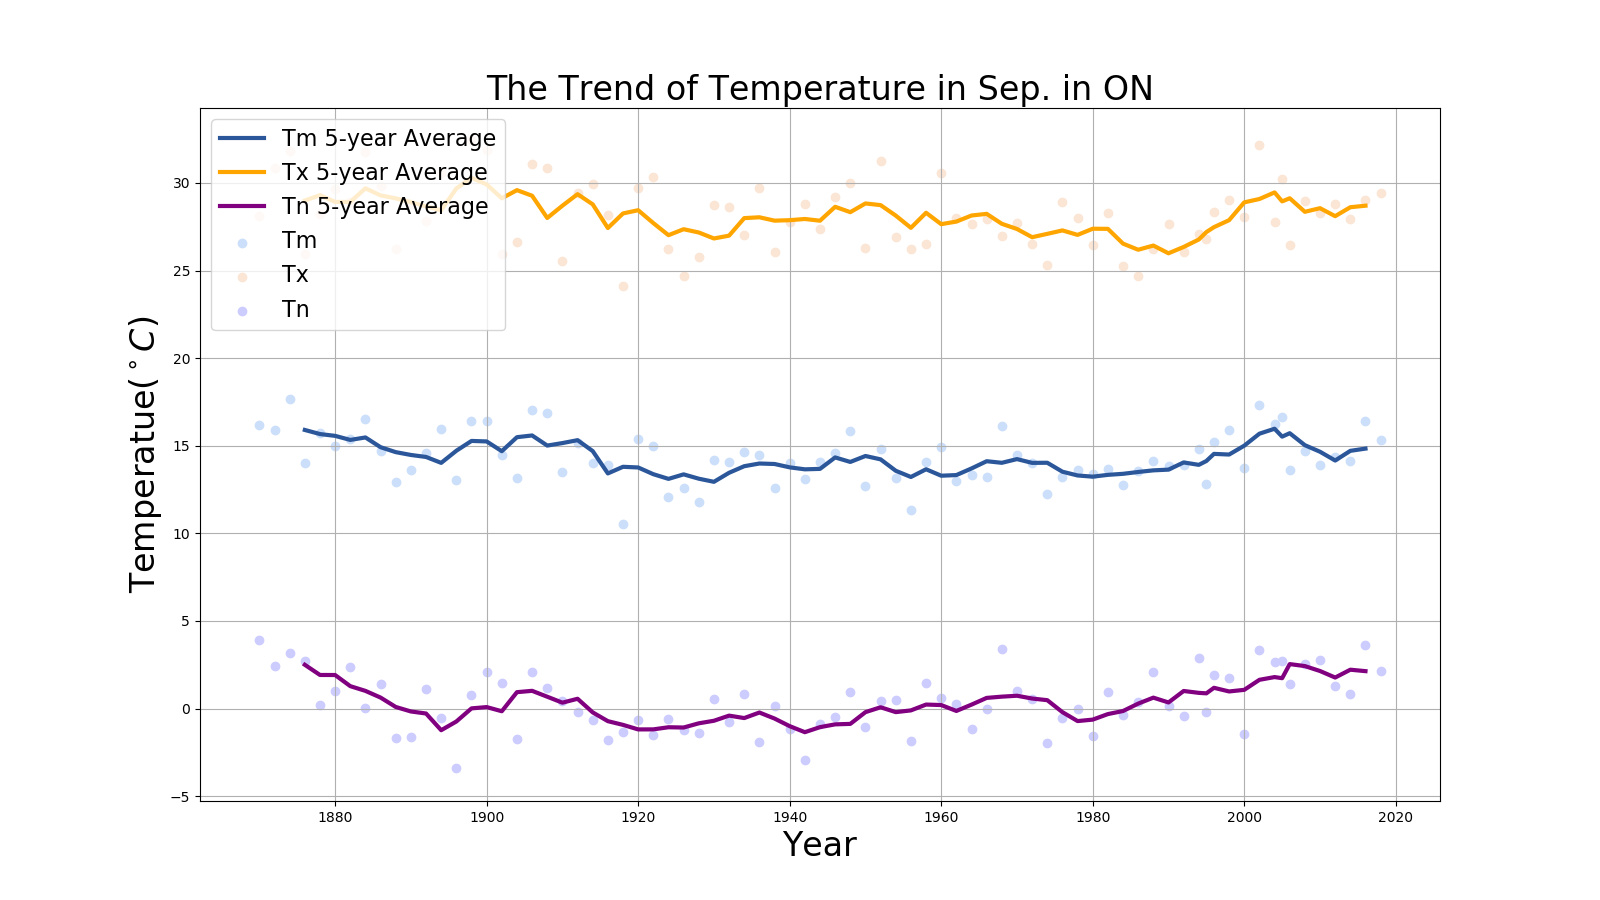 The Trend of Temperature in Sep. in ON
Tm 5-year Average
Tx 5-year Average
Tn 5-year Average
Tm
Tx
Tn
30
25
20
15
10
5
0
−5
Temperatue(°C)
1880 1900 1920 1940 1960 1980 2000 2020
Year